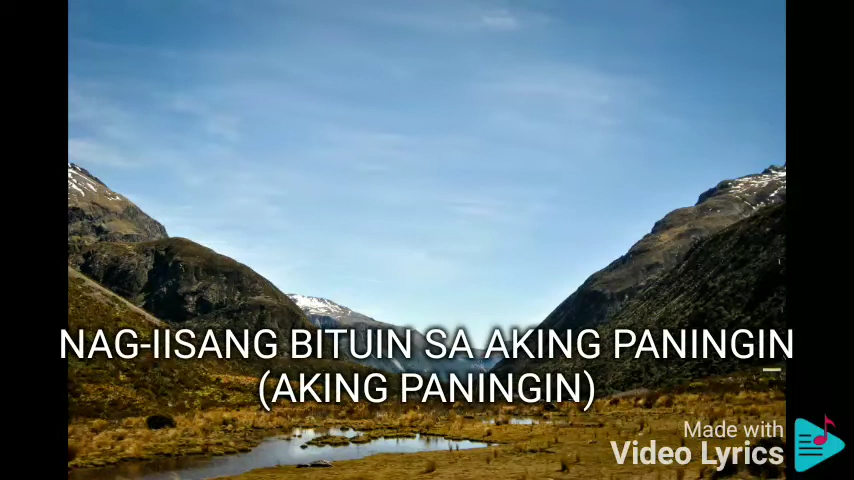 NAG-IISANG BITUIN SA AKING PANINGIN
(AKING PANINGIN)
Made with
Video Lyrics